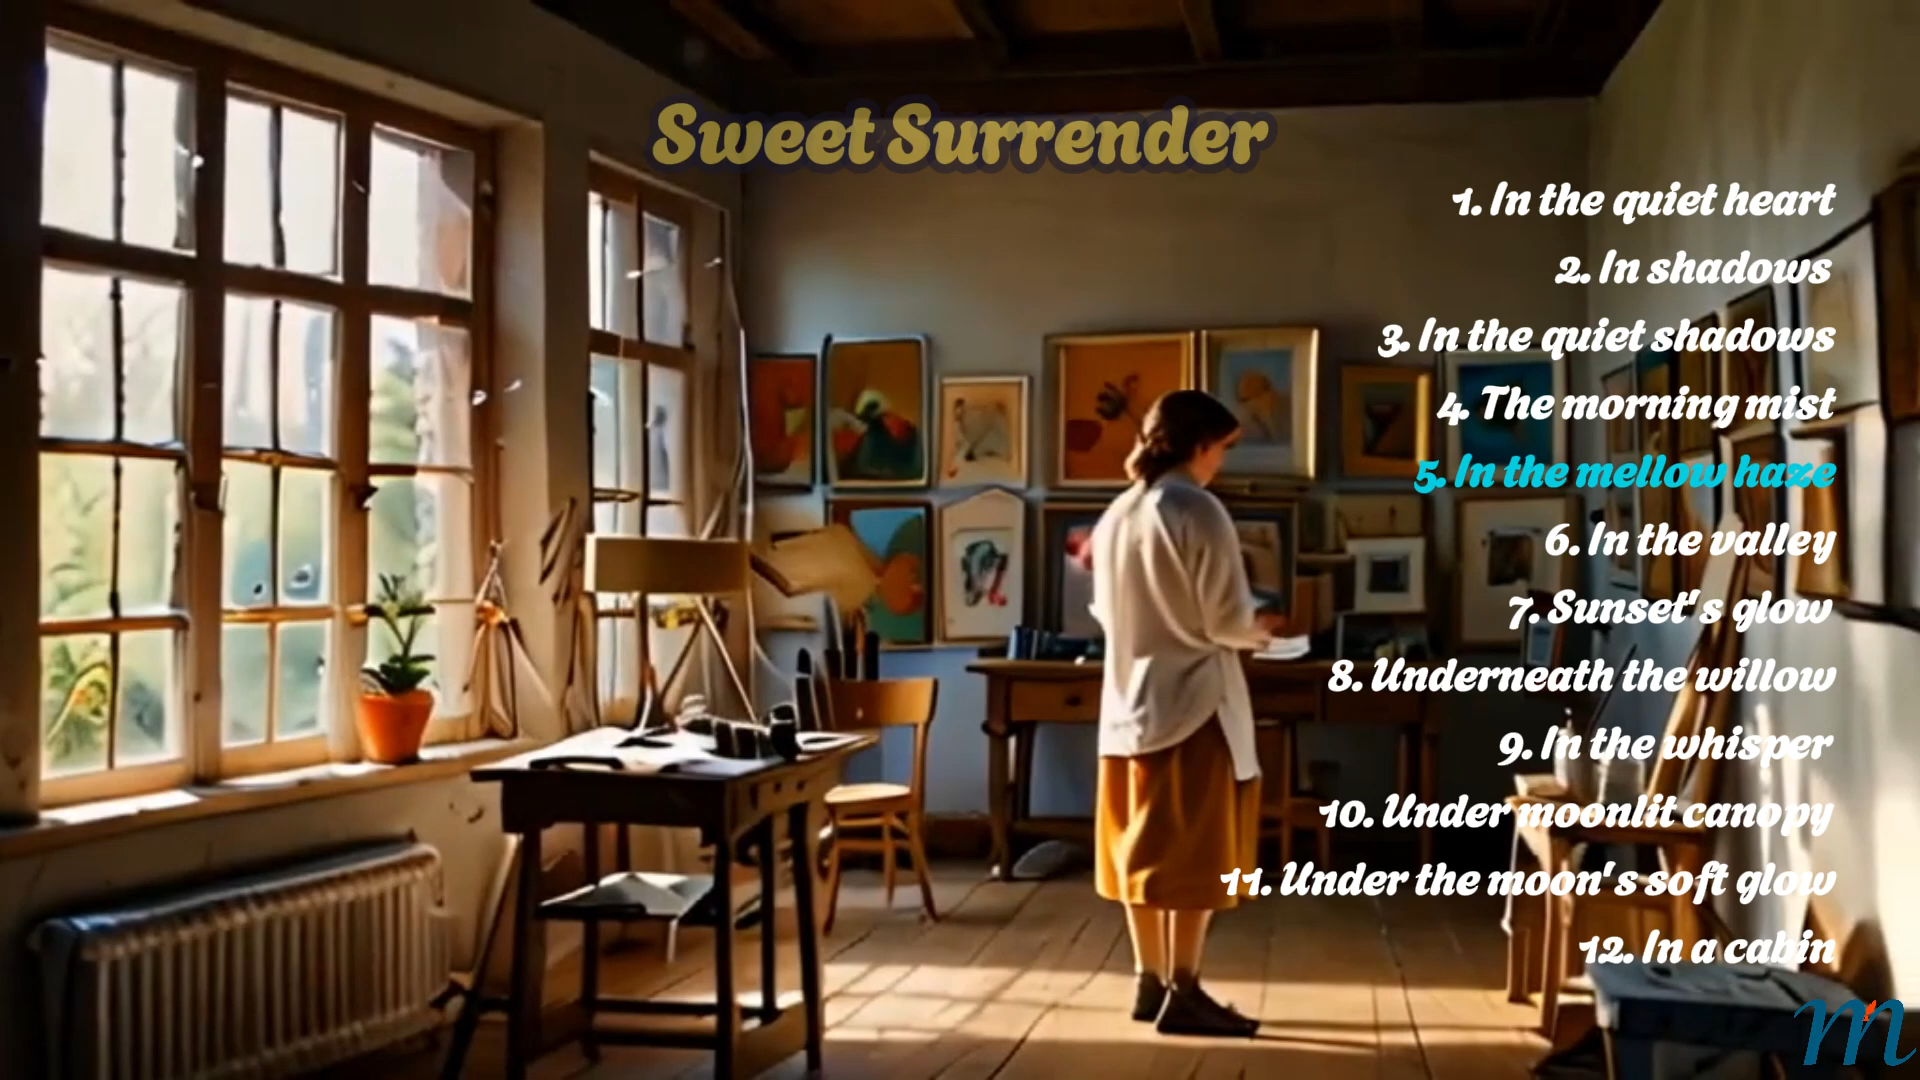 Sweet Surrender
1. In the quiet heart
2. In shadows
3. In the quiet shadows
4. The morning mist
5. In the mellow haze
6. In the valley
7. Sunset's glow
8. Underneath the willow
9. In the whisper
10. Under moonlit canopy
11. Under the moon's soft glow
12. In a cabin
m